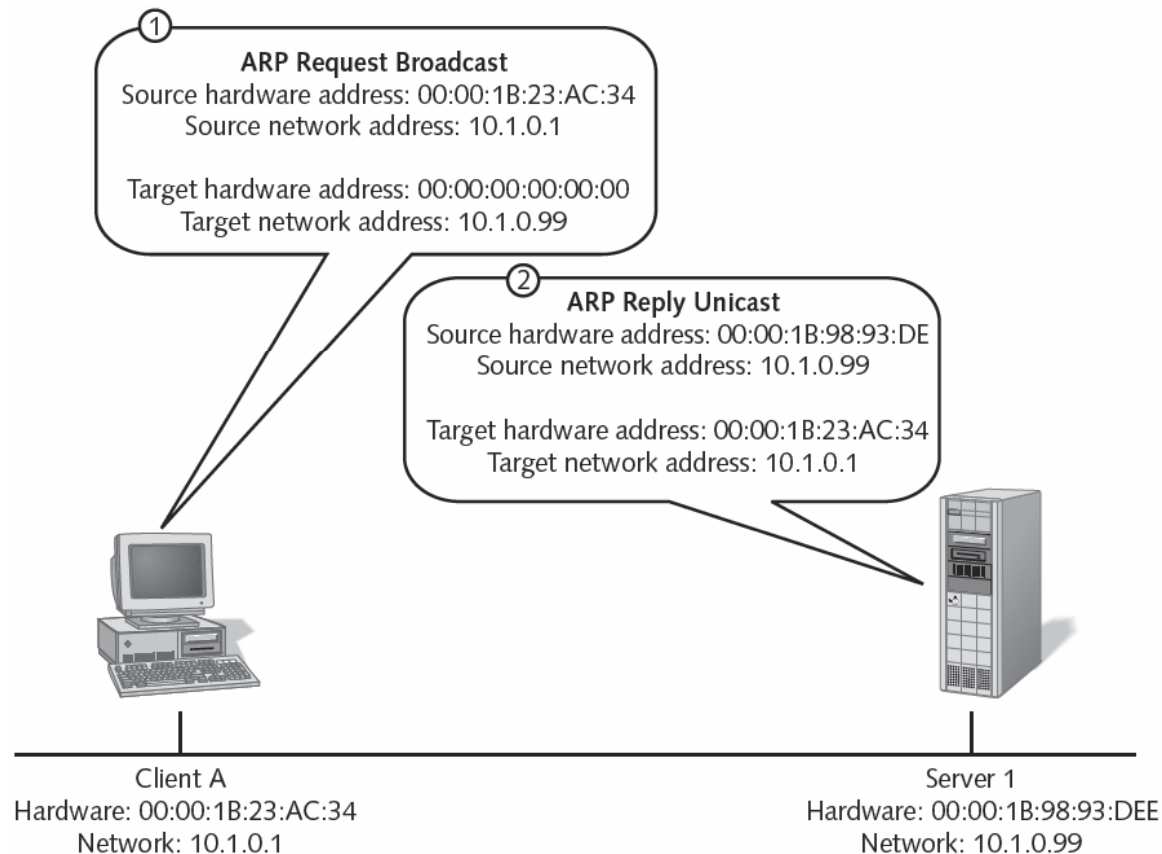 1
ARP Request Broadcast
Source hardware address: 00:00:1B:23:AC:34
Source network address: 10.1.0.1
Target hardware address: 00:00:00:00:00:00
Target network address: 10.1.0.99
2
ARP Reply Unicast
Source hardware address: 00:00:1B:98:93:DE
Source network address: 10.1.0.99
Target hardware address: 00:00:1B:23:AC:34
Target network address: 10.1.0.1
Client A
Hardware: 00:00:1B:23:AC:34
Network: 10.1.0.1
Server 1
Hardware: 00:00:1B:98:93:DEE
Network: 10.1.0.99